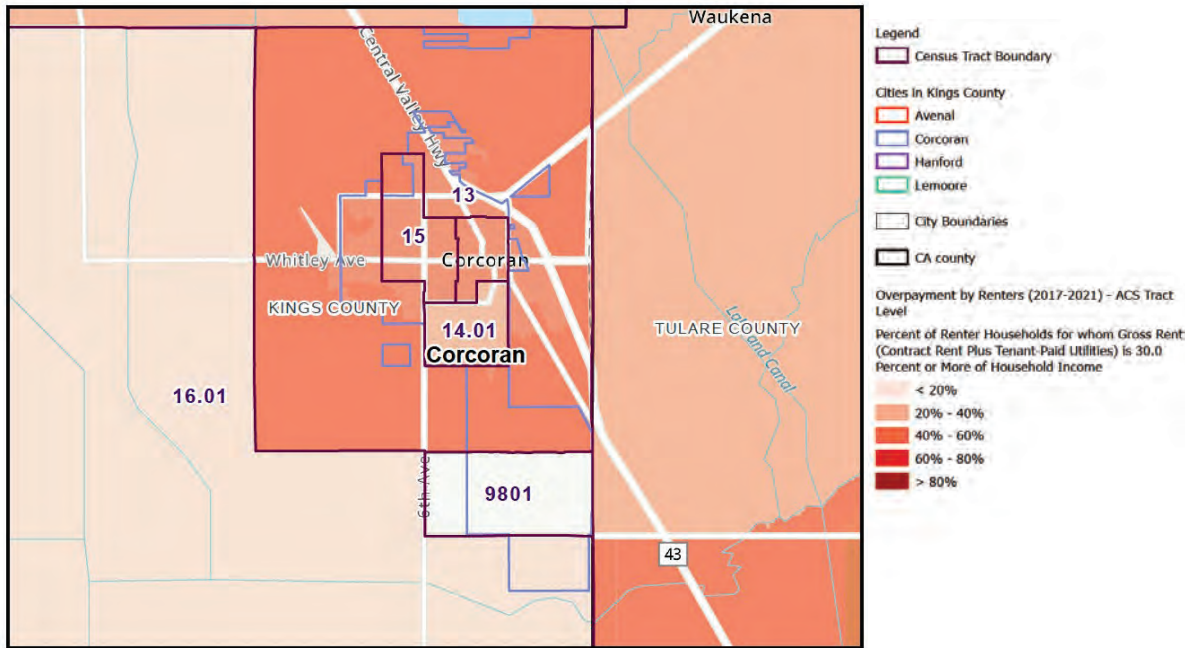 Waukena
Central Valley Hwy
13
15
Whitley Ave
Corcoran
KINGS COUNTY
14.01
Corcoran
TULARE COUNTY
Lakeland Canal
16.01
6th Ave
9801
43
Legend
Census Tract Boundary
Cities in Kings County
Avenal
Corcoran
Hanford
Lemoore
City Boundaries
CA county
Overpayment by Renters (2017-2021) - ACS Tract
Level
Percent of Renter Households for whom Gross Rent
(Contract Rent Plus Tenant-Paid Utilities) is 30.0
Percent or More of Household Income
< 20%
20% - 40%
40% - 60%
60% - 80%
> 80%